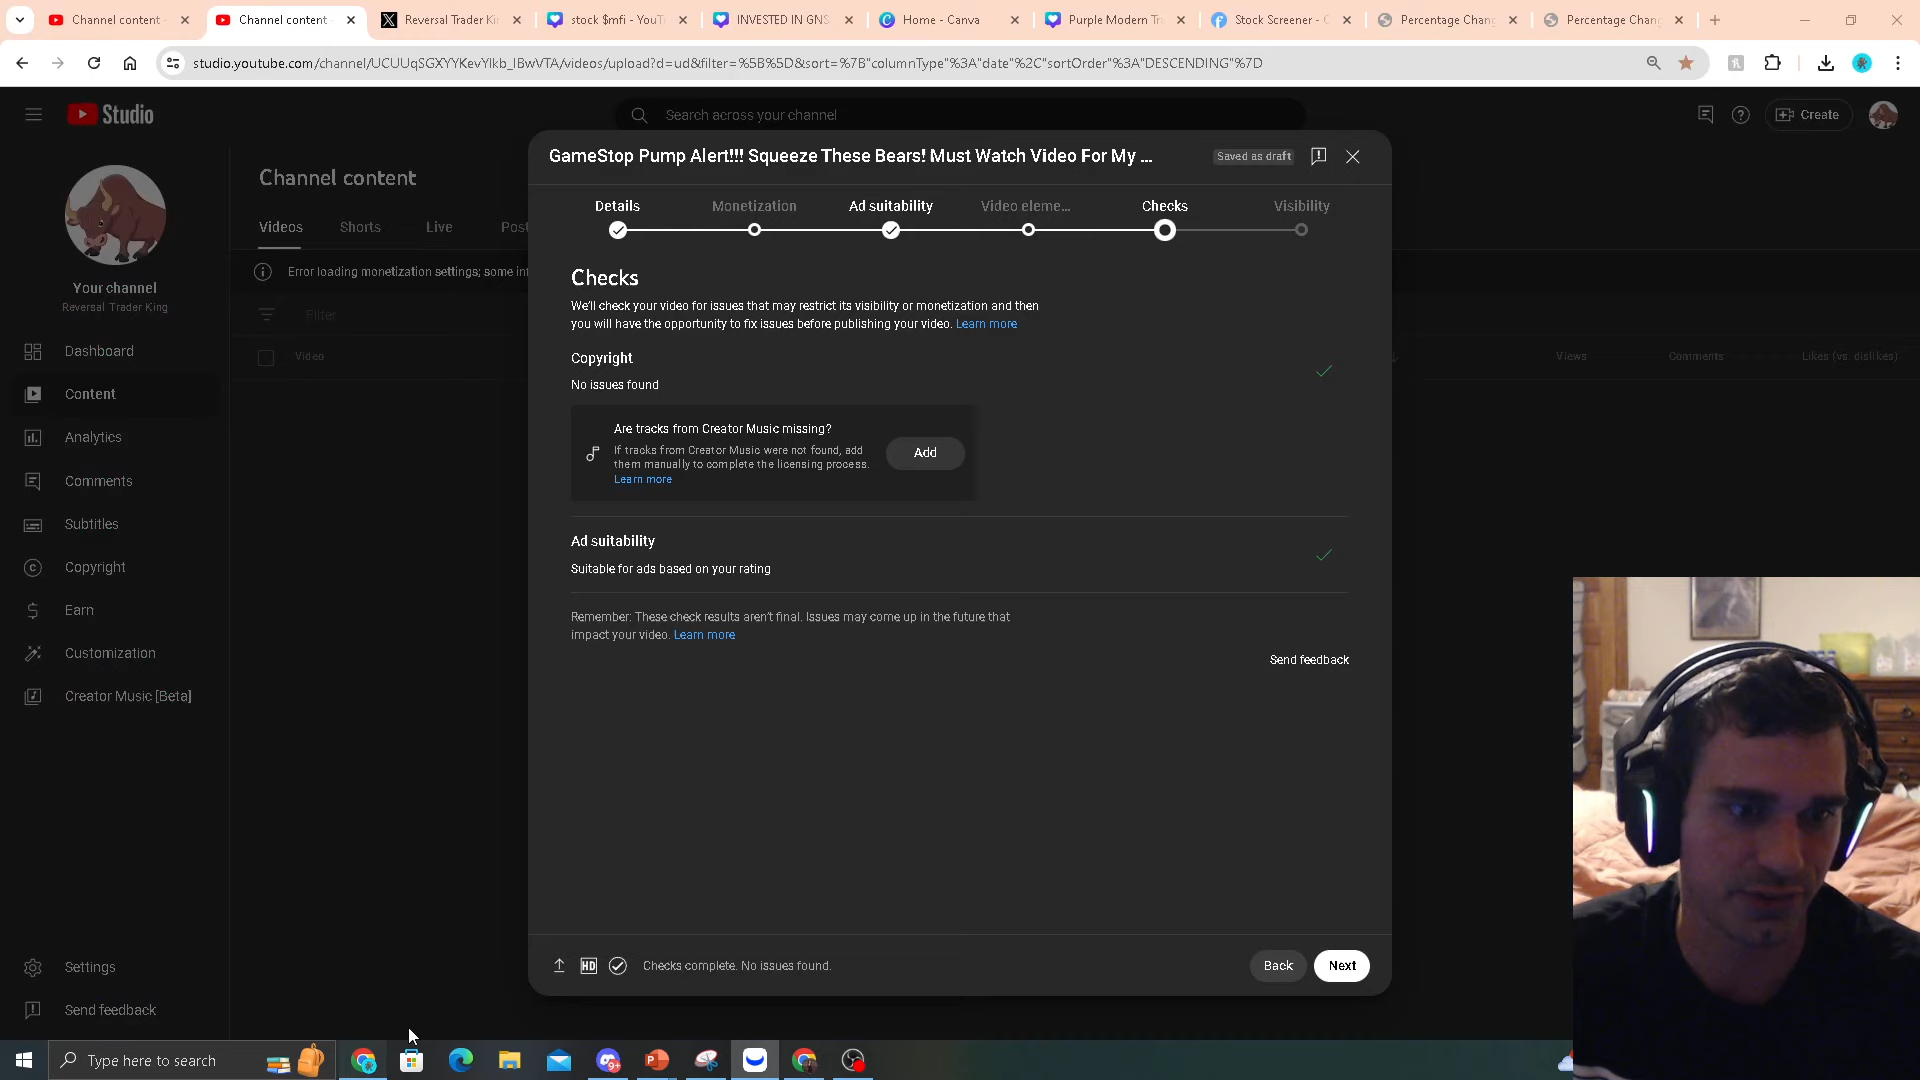 Channel content
Channel content
Reversal Trader Ki
stock $mfi - YouT
INVESTED IN GNS
Home - Canva
Purple Modern Tr
Stock Screener - C
Percentage Chang
Percentage Chang
studio.youtube.com/channel/UCUUqSGXYYKevYlkb_IBwVTA/videos/upload?d=ud&filter=%5B%5D&sort=%7B"columnType"%3A"date"%2C"sortOrder"%3A"DESCENDING"%7D
Studio
Search across your channel
Create
Your channel
Reversal Trader King
Dashboard
Content
Analytics
Comments
Subtitles
Copyright
Earn
Customization
Creator Music [Beta]
Settings
Send feedback
Channel content
Videos
Shorts
Live
Post
Error loading monetization settings; some in
Filter
Video
Views
Comments
Likes (vs. dislikes)
GameStop Pump Alert!!! Squeeze These Bears! Must Watch Video For My ...
Saved as draft
Details
Monetization
Ad suitability
Video eleme...
Checks
Visibility
Checks
We'll check your video for issues that may restrict its visibility or monetization and then
you will have the opportunity to fix issues before publishing your video. Learn more
Copyright
No issues found
Are tracks from Creator Music missing?
If tracks from Creator Music were not found, add
them manually to complete the licensing process.
Learn more
Add
Ad suitability
Suitable for ads based on your rating
Remember: These check results aren't final. Issues may come up in the future that
impact your video. Learn more
Send feedback
HD
Checks complete. No issues found.
Back
Next
Type here to search
9+